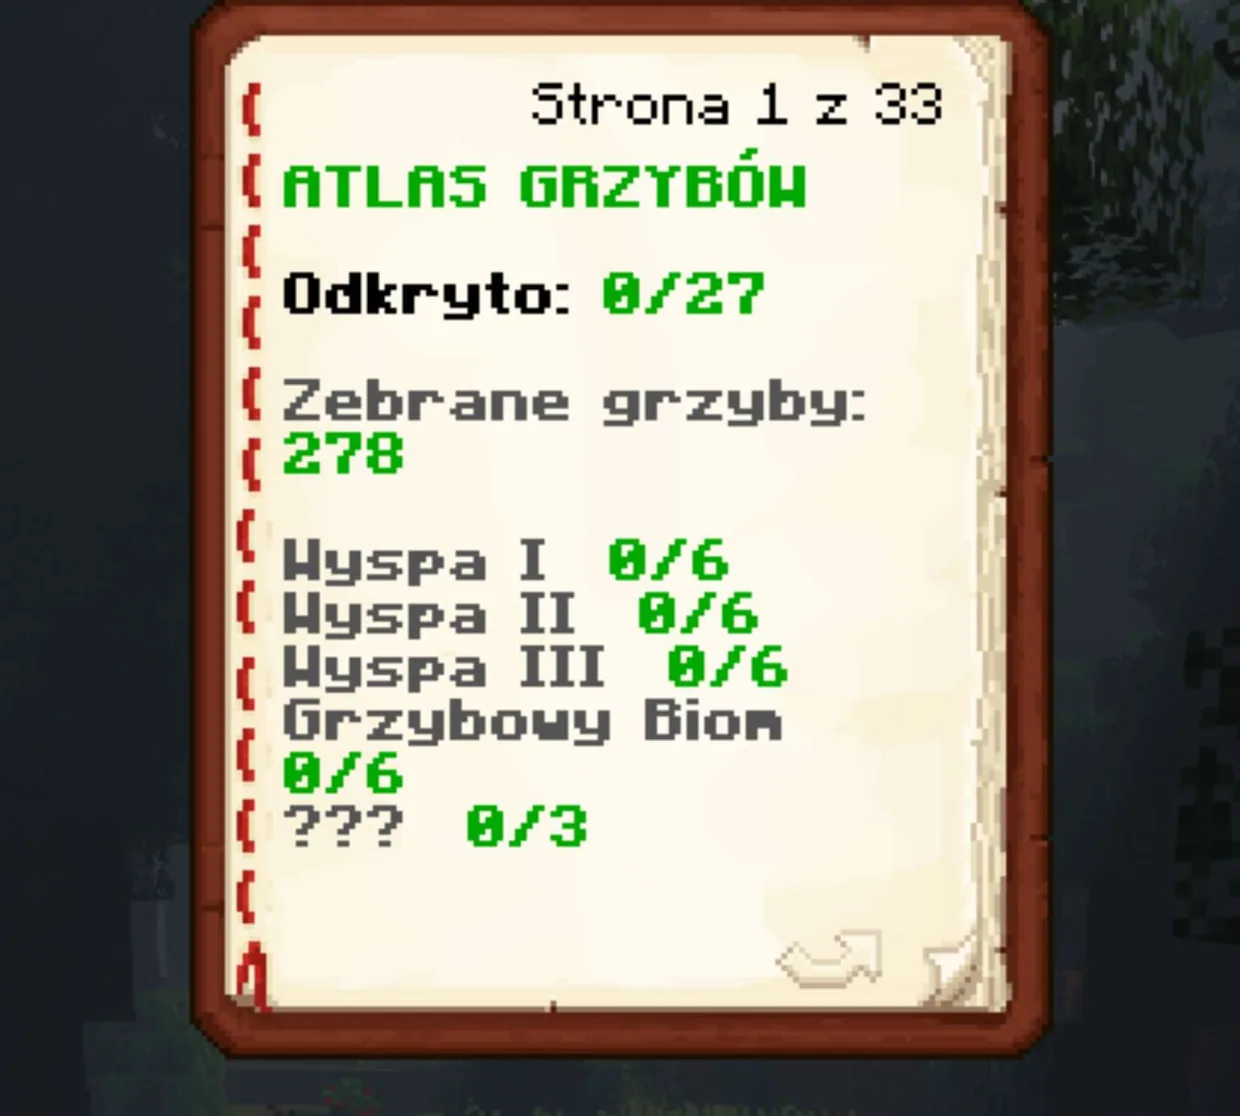 Strona 1 z 33
ATLAS GRZYBÓW
Odkryto: 0/27
Zebrane grzyby:
278
Wyspa I 0/6
Wyspa II 0/6
Wyspa III 0/6
Grzybowy Biom
0/6
??? 0/3